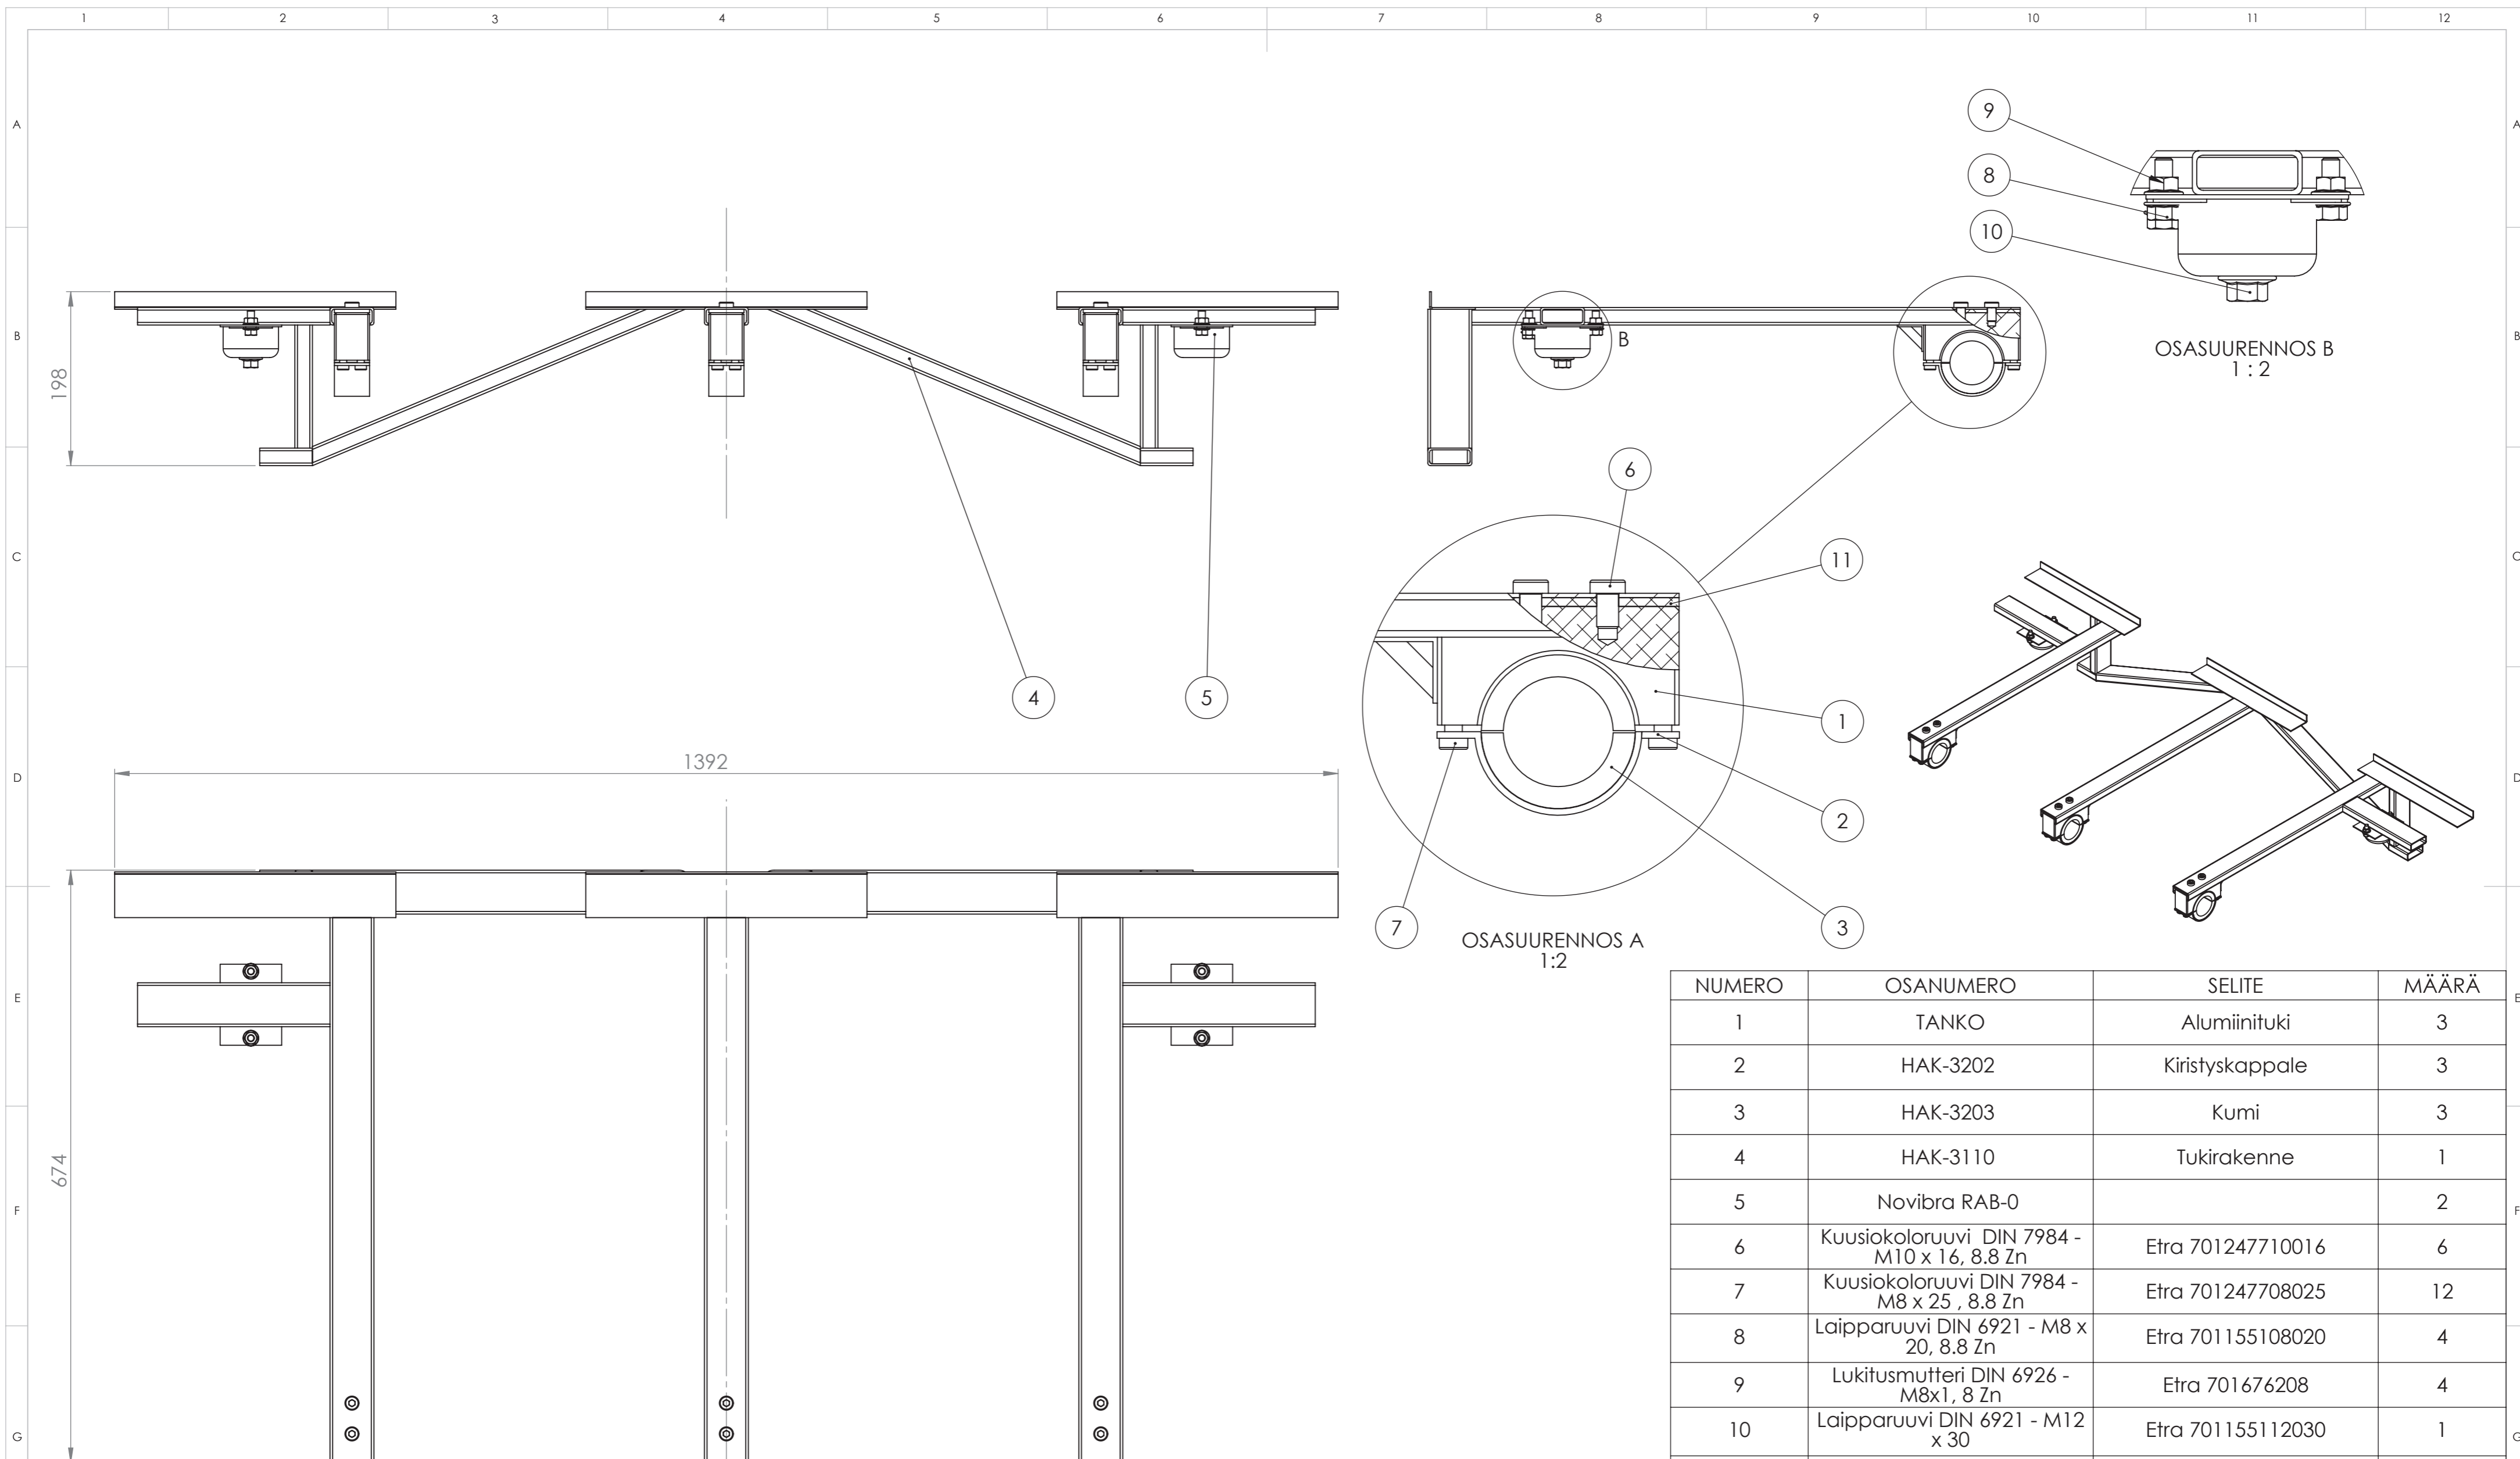 1 2 3 4 5 6 7 8 9 10 11 12
A A
9
8
10
B B
198
B
OSASUURENNOS B
1 : 2
6
C C
11
4
5
1
1392
D D
2
7
3
OSASUURENNOS A
1:2
E E
674
NUMERO OSANUMERO SELITE MÄÄRÄ
1 TANKO Alumiinituki 3
2 HAK-3202 Kiristyskappale 3
3 HAK-3203 Kumi 3
4 HAK-3110 Tukirakenne 1
F F
5 Novibra RAB-0 2
6 Kuusiokoloruuvi DIN 7984 -
M10 x 16, 8.8 Zn Etra 701247710016 6
7 Kuusiokoloruuvi DIN 7984 -
M8 x 25 , 8.8 Zn Etra 701247708025 12
8 Laipparuuvi DIN 6921 - M8 x
20, 8.8 Zn Etra 701155108020 4
9 Lukitusmutteri DIN 6926 -
M8x1, 8 Zn Etra 701676208 4
10 Laipparuuvi DIN 6921 - M12
x 30 Etra 701155112030 1
G G